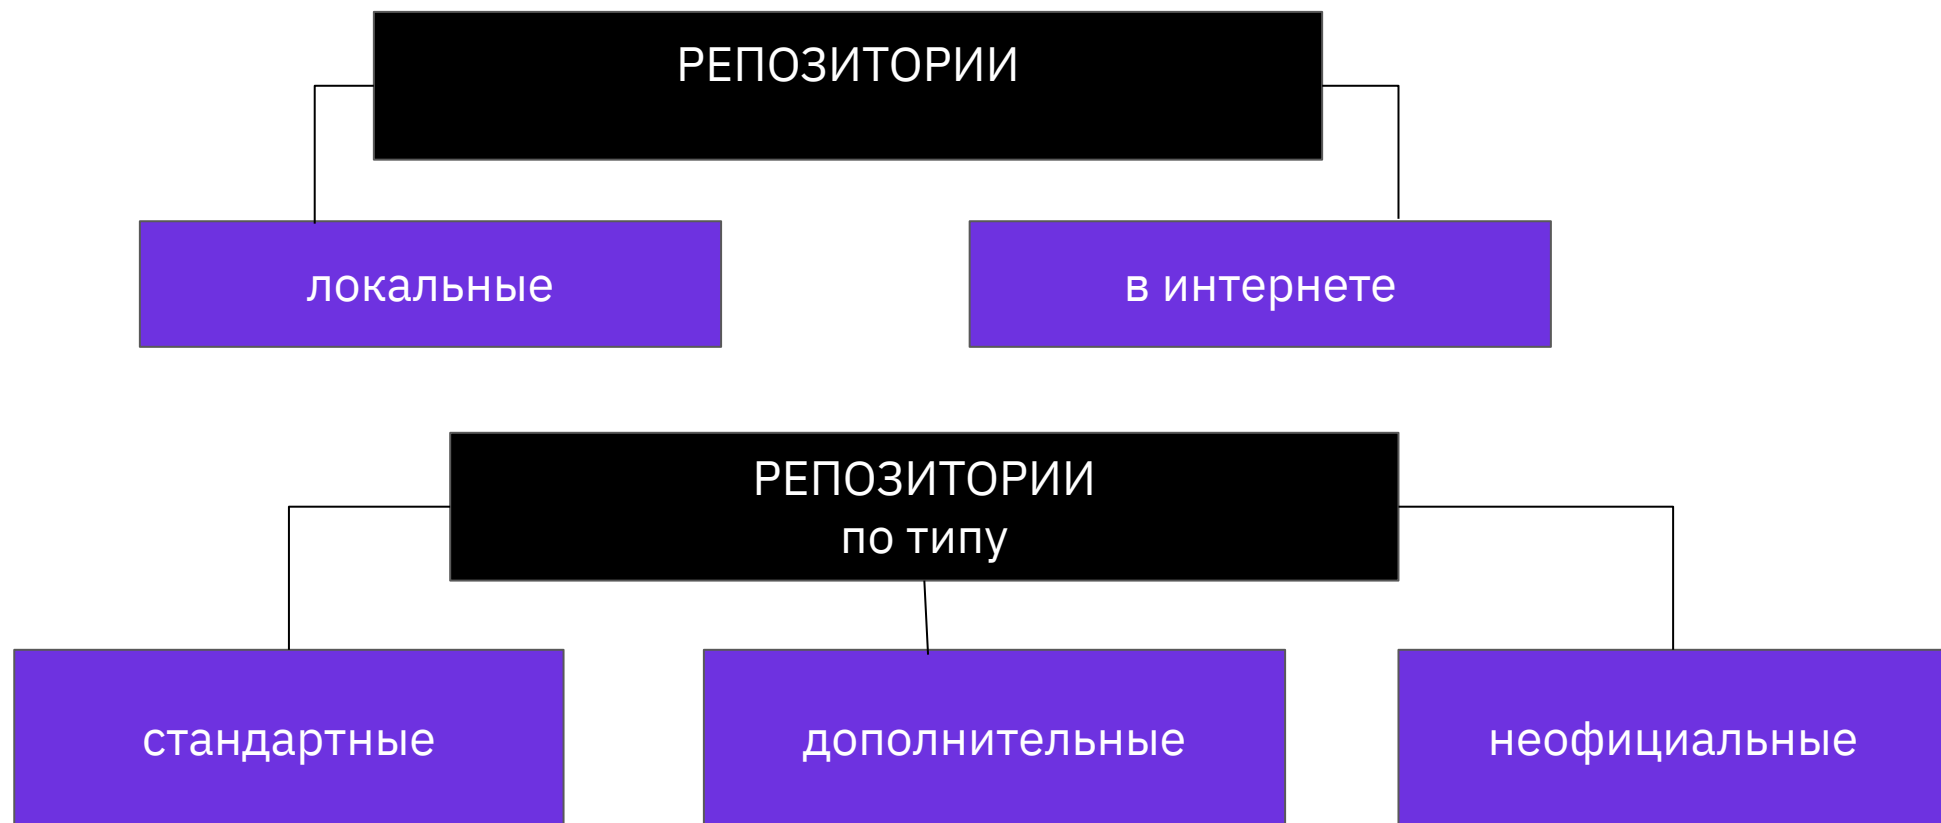 РЕПОЗИТОРИИ
локальные
в интернете
РЕПОЗИТОРИИ
по типу
стандартные
дополнительные
неофициальные